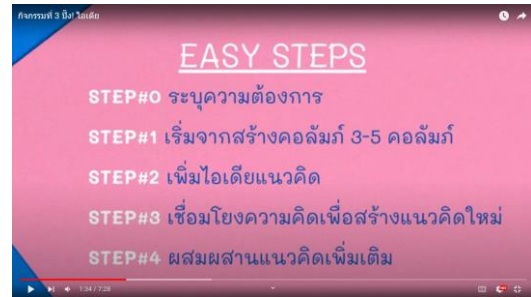 กิจกรรมที่ 3 ปิ๊ง! ไอเดีย
EASY STEPS
STEP#0 ระบุความต้องการ
STEP#1 เริ่มจากสร้างคอลัมภ์ 3-5 คอลัมภ์
STEP#2 เพิ่มไอเดียแนวคิด
STEP#3 เชื่อมโยงความคิดเพื่อสร้างแนวคิดใหม่
STEP#4 ผสมผสานแนวคิดเพิ่มเติม
1:34 / 7:28